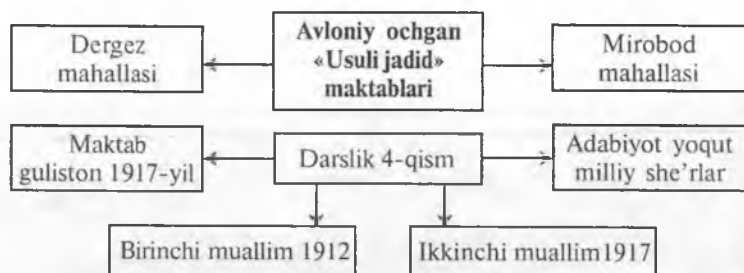 Dergez
mahallasi
Avloniy ochgan
«Usuli jadid»
maktablari
Mirobod
mahallasi
Maktab
guliston 1917-yil
Darslik 4-qism
Adabiyot yoqut
milliy she'rlar
Birinchi muallim 1912
Ikkinchi muallim1917